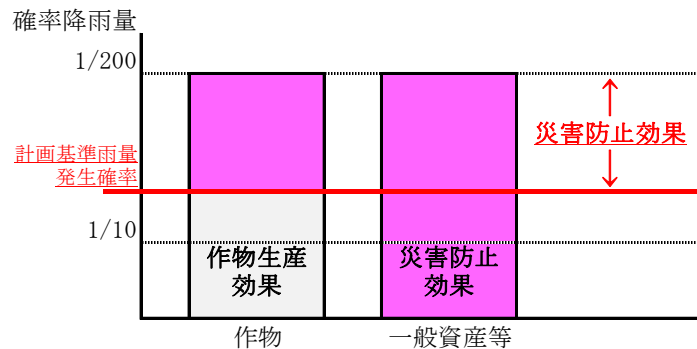 確率降雨量
1/200
計画基準雨量
発生確率
1/10
災害防止効果
作物生産
効果
災害防止
効果
作物
一般資産等